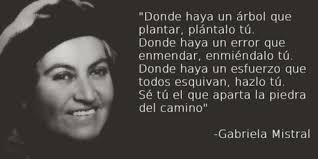 "Donde haya un árbol que
plantar, plántalo tú.
Donde haya un error que
enmendar, enmiéndalo tú.
Donde haya un esfuerzo que
todos esquivan, hazlo tú.
Sé tú el que aparta la piedra
del camino"
-Gabriela Mistral